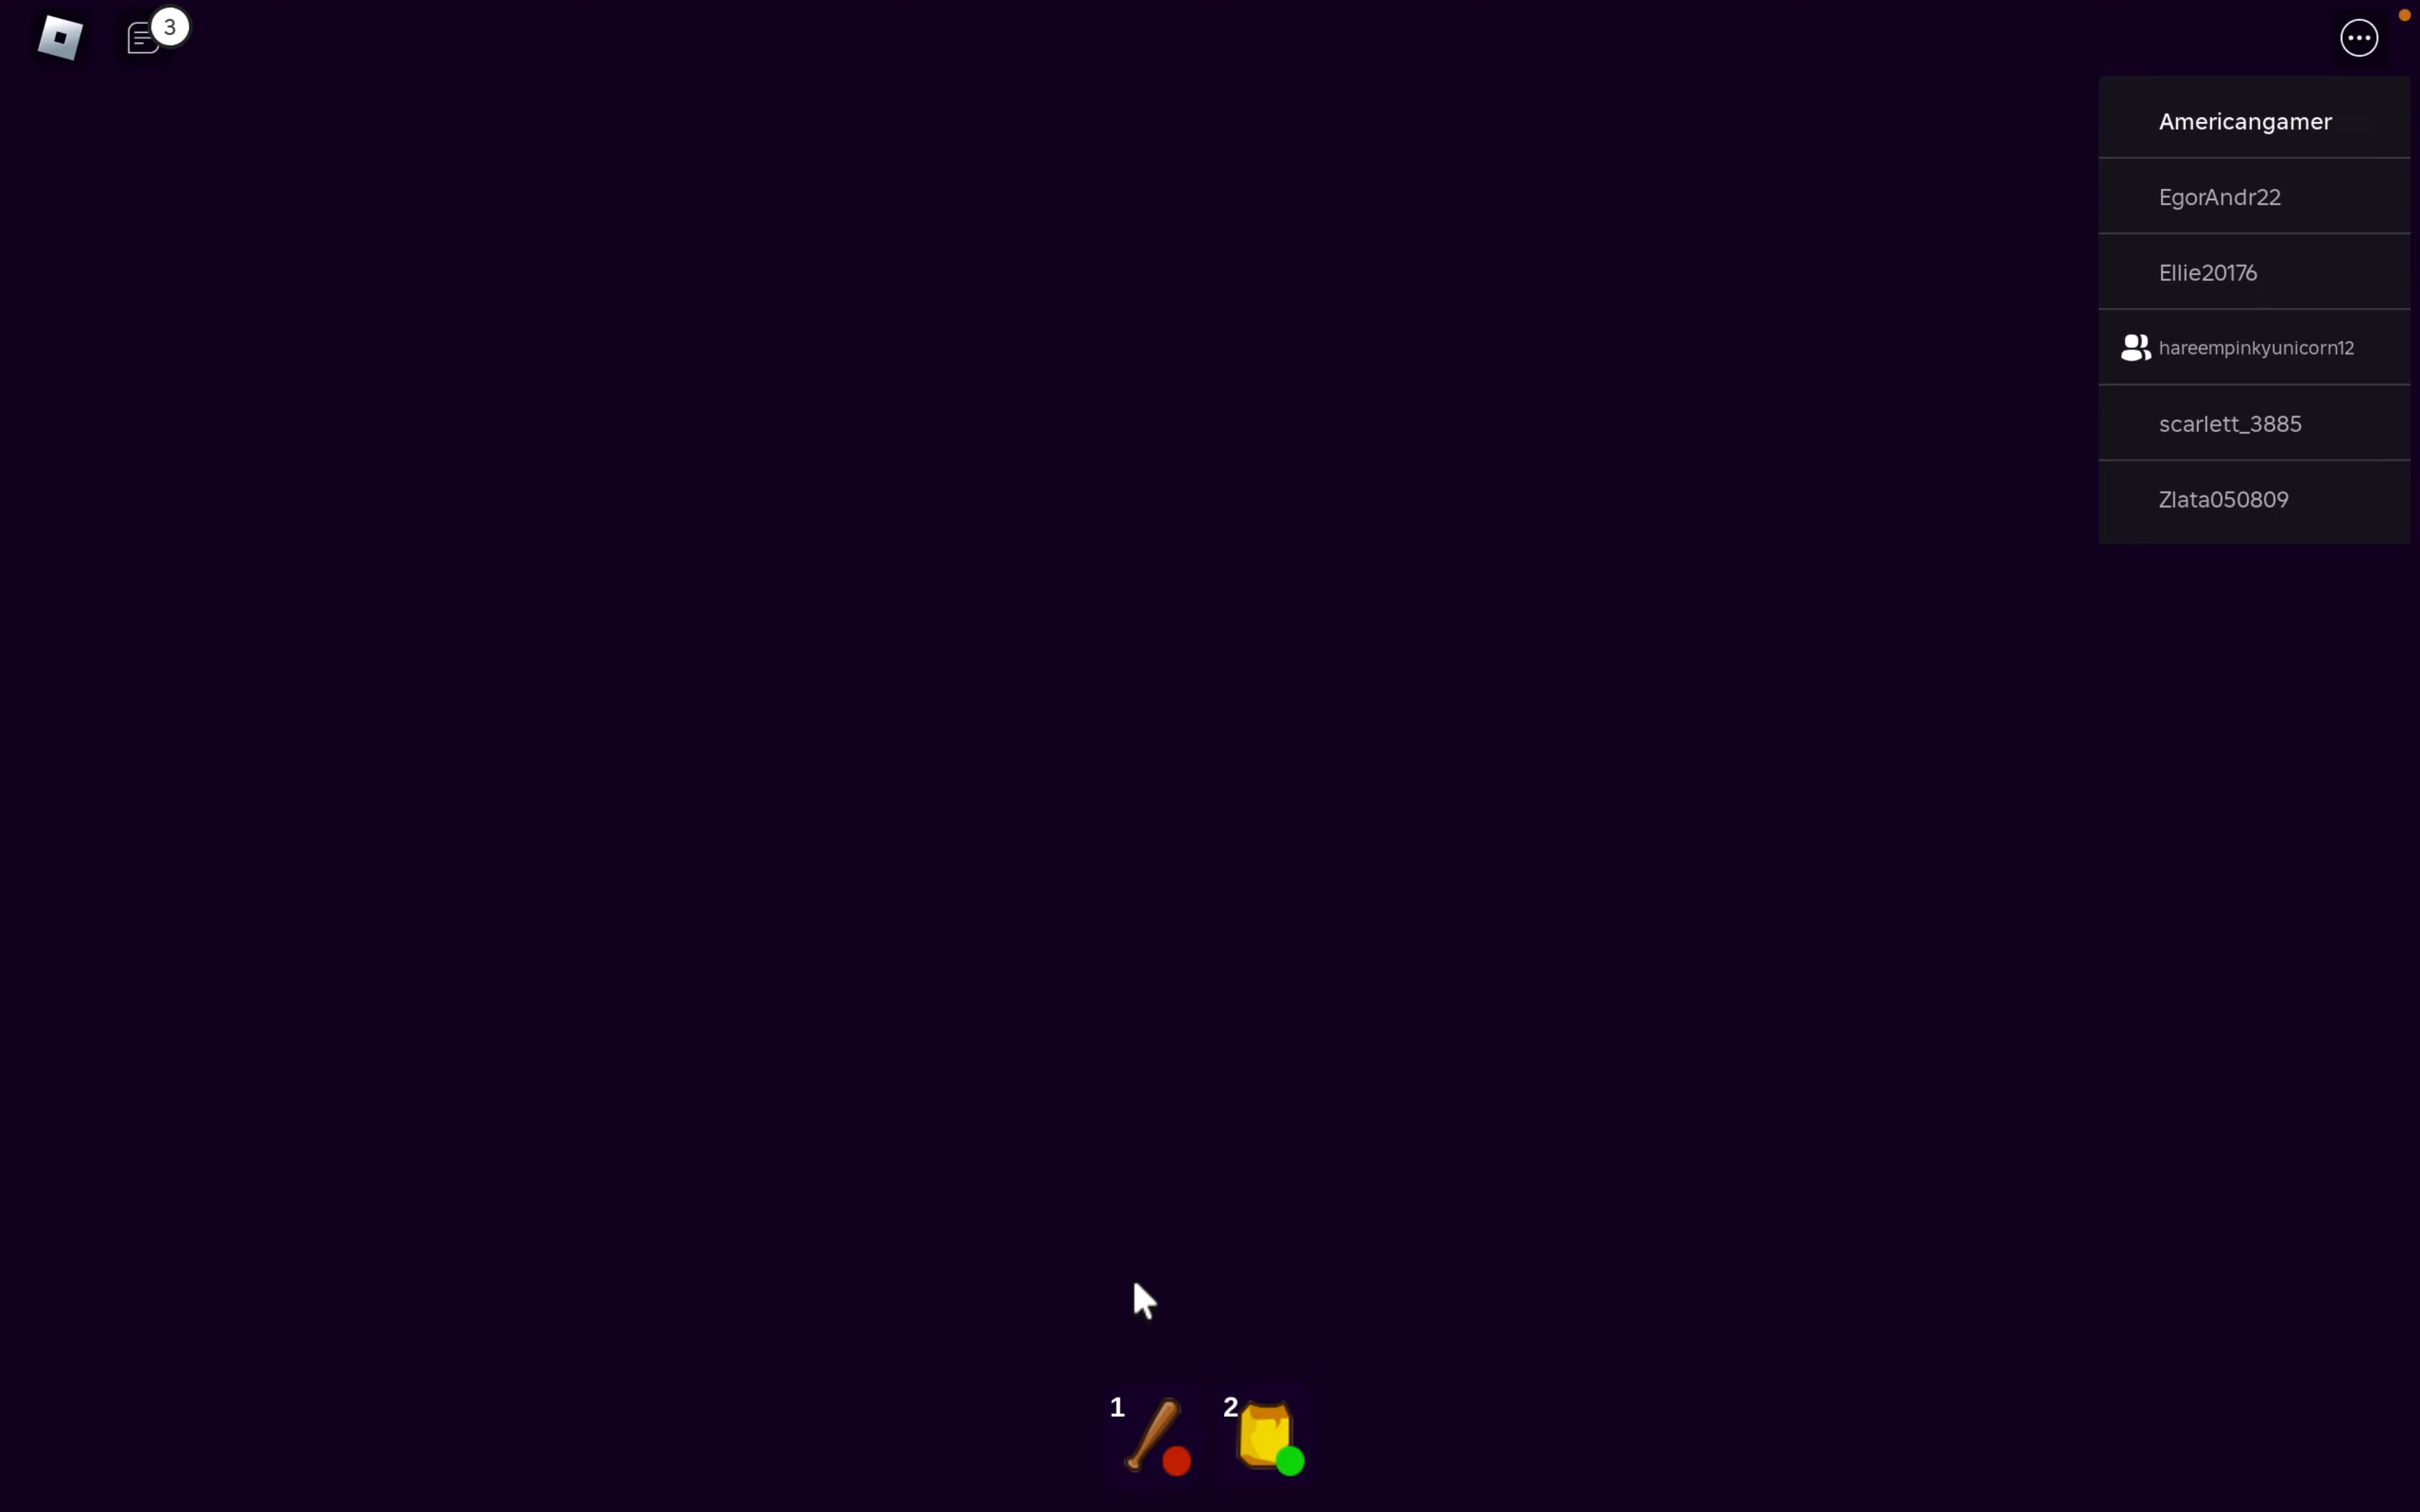 3
Americangamer
EgorAndr22
Ellie20176
hareempinkyunicorn12
scarlett_3885
Zlata050809
1
2